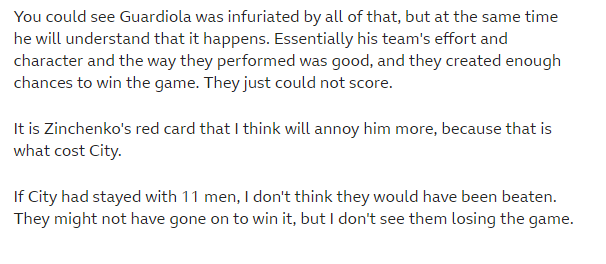 You could see Guardiola was infuriated by all of that, but at the same time
he will understand that it happens. Essentially his team's effort and
character and the way they performed was good, and they created enough
chances to win the game. They just could not score.
It is Zinchenko's red card that I think will annoy him more, because that is
what cost City.
If City had stayed with 11 men, I don't think they would have been beaten.
They might not have gone on to win it, but I don't see them losing the game.